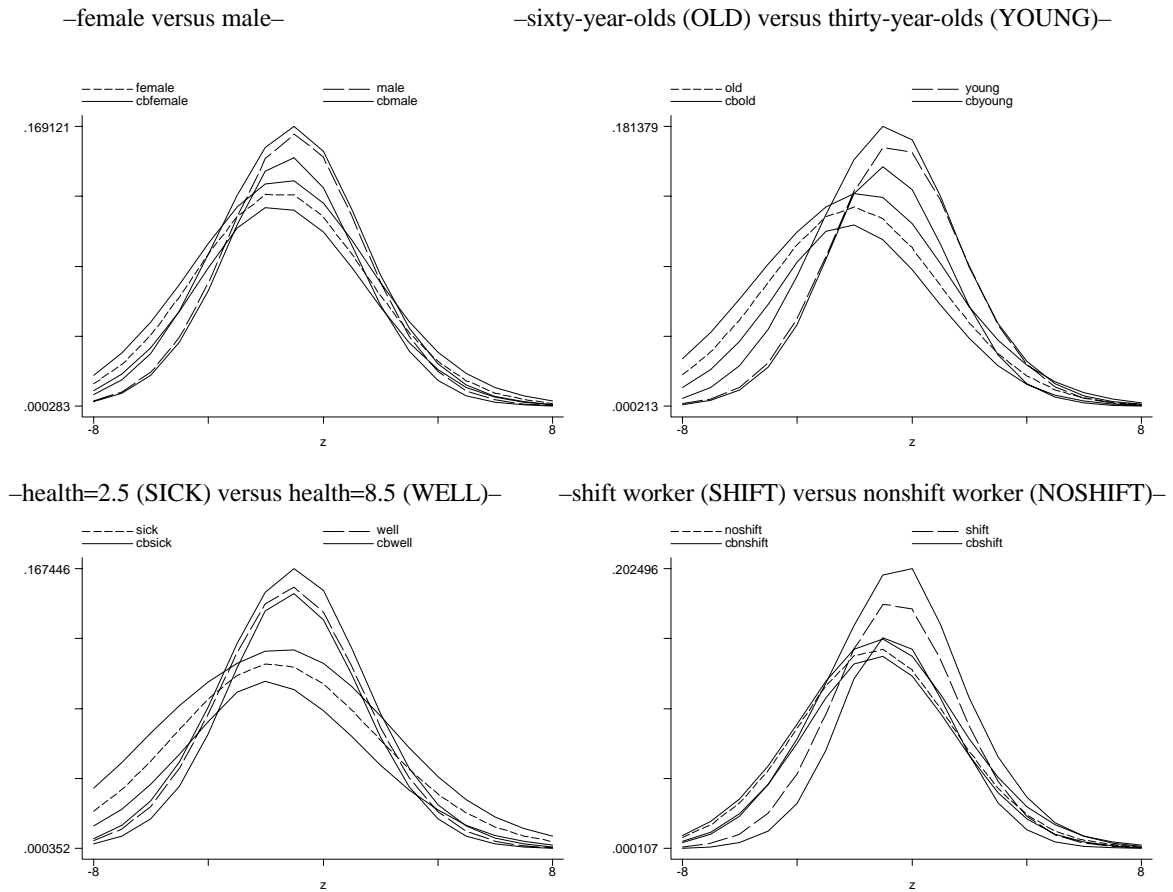 –female versus male–
–sixty-year-olds (OLD) versus thirty-year-olds (YOUNG)–
female male
cbfemale cbmale
.169121
.000283
-8 8
z
old young
cbold cbyoung
.181379
.000213
-8 8
z
–health=2.5 (SICK) versus health=8.5 (WELL)–
–shift worker (SHIFT) versus nonshift worker (NOSHIFT)–
sick well
cbsick cbwell
.167446
.000352
-8 8
z
noshift shift
cbnshift cbshift
.202496
.000107
-8 8
z